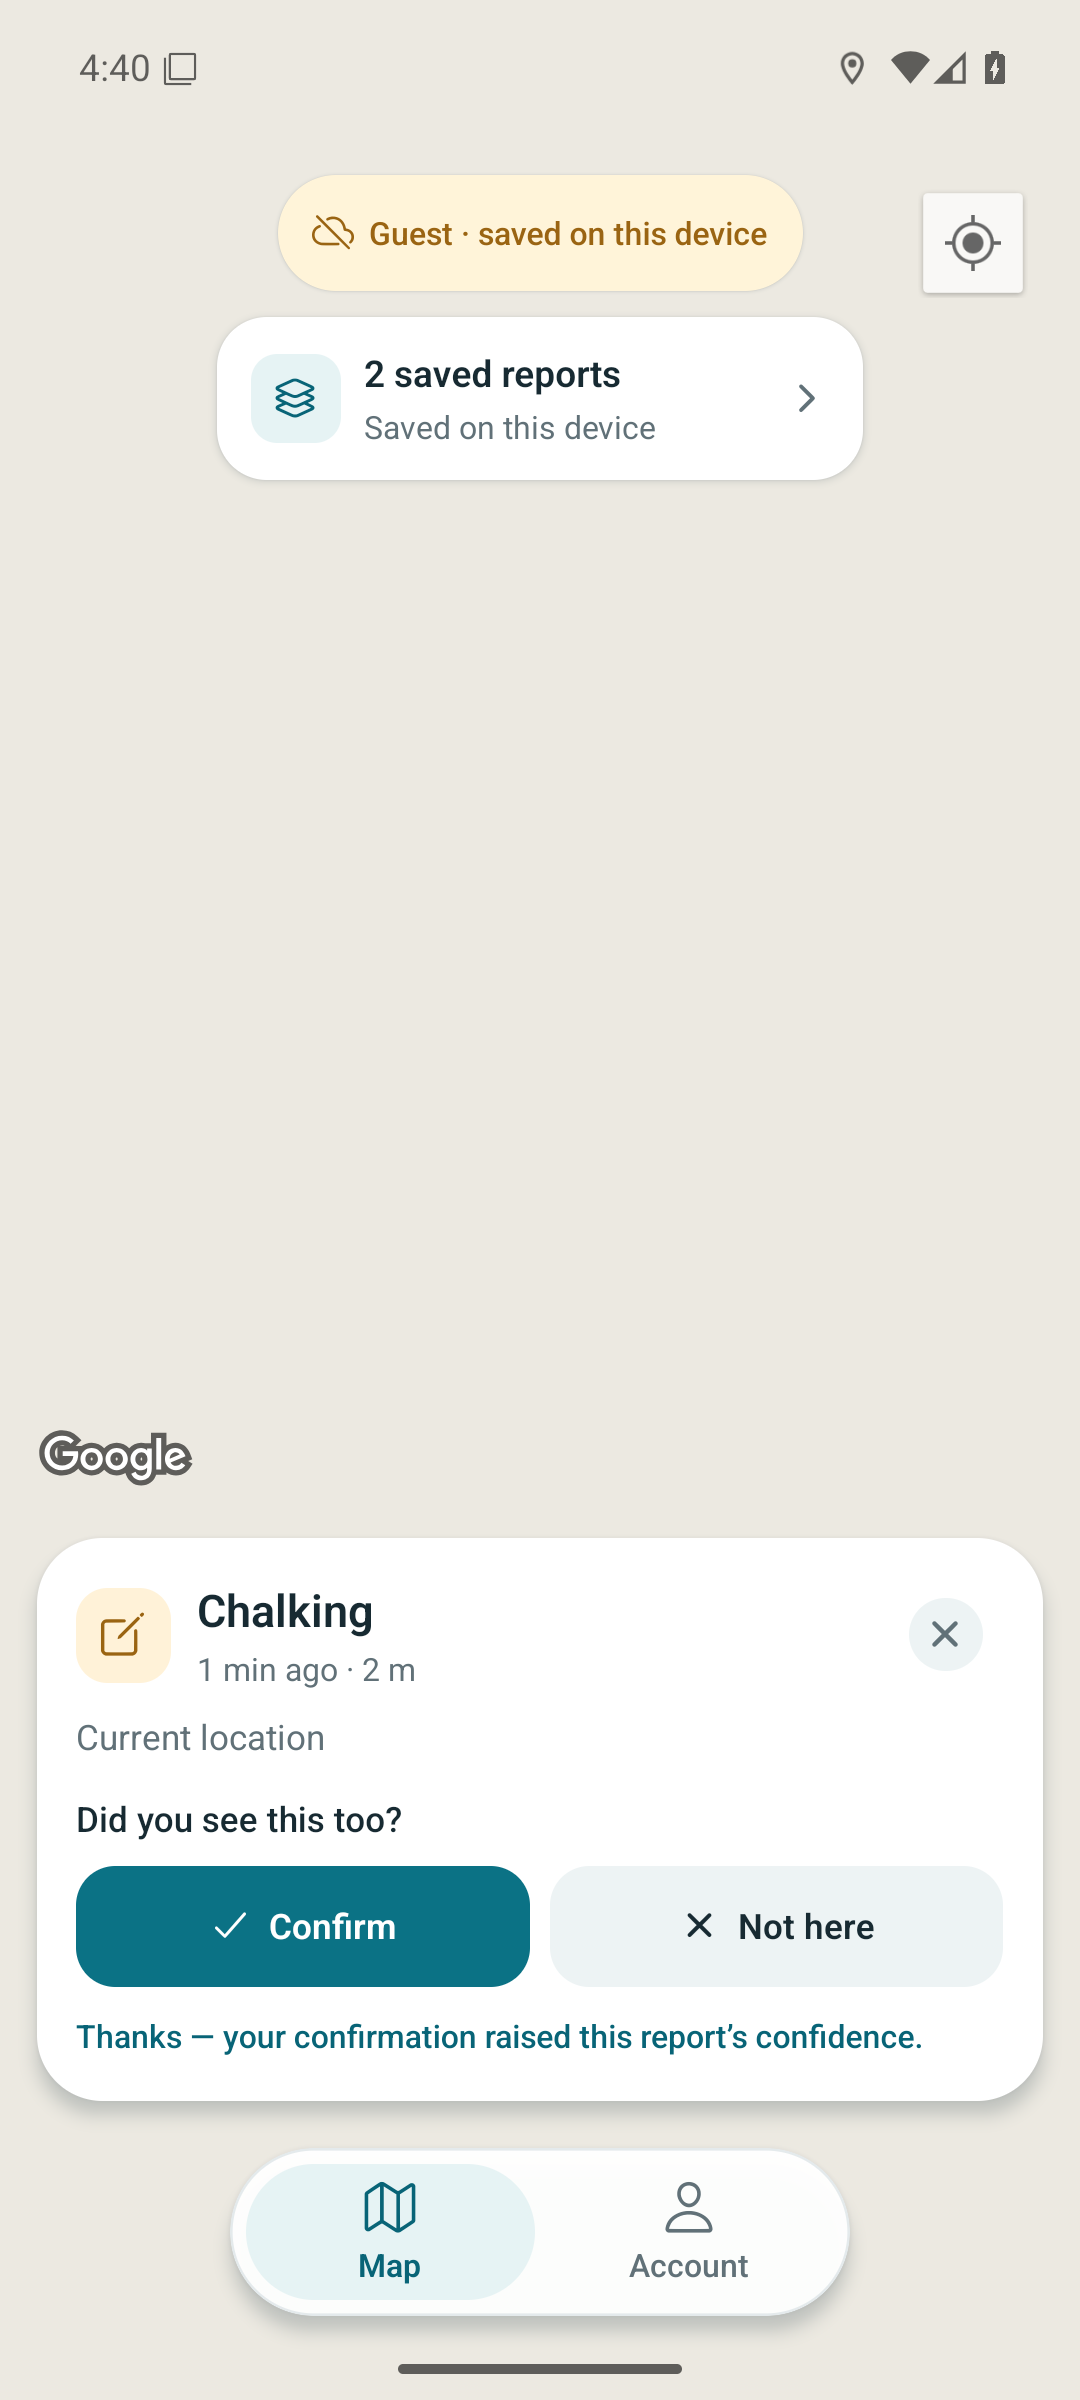 4:40
Guest · saved on this device
2 saved reports
Saved on this device
Google
Chalking
1 min ago · 2 m
Current location
Did you see this too?
Confirm
Not here
Thanks — your confirmation raised this report’s confidence.
Map
Account